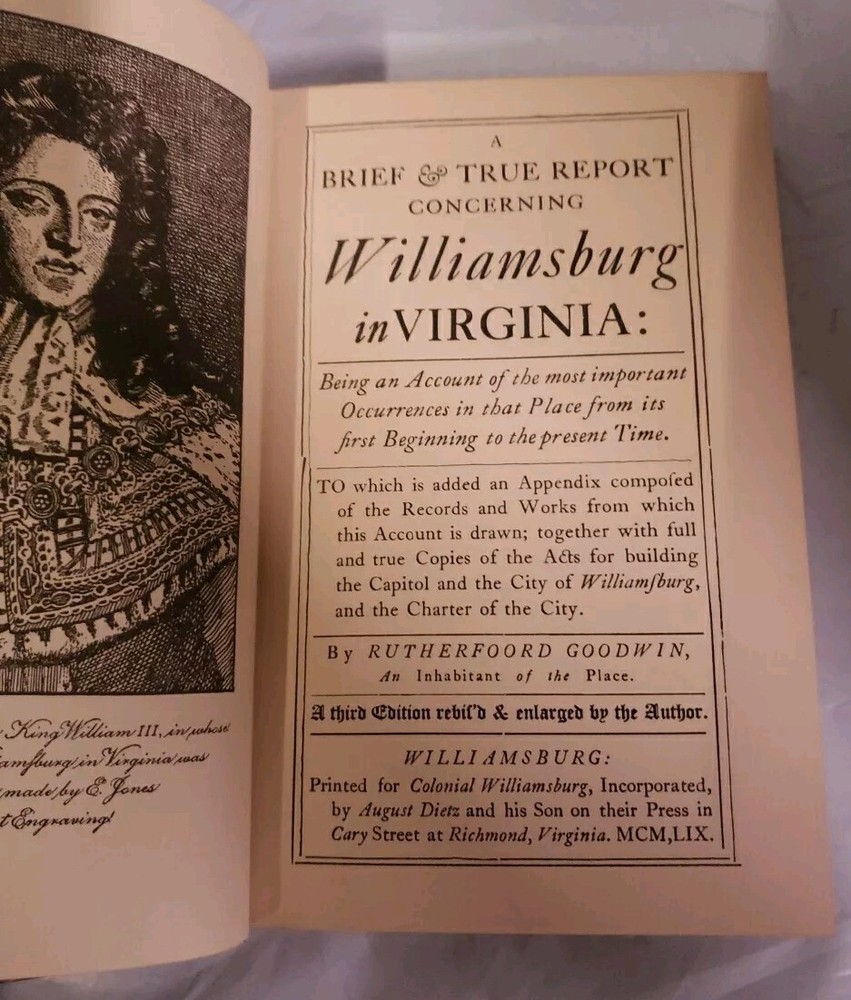 King William III, in whose
amſburg in Virginia was
made by E. Jones
t Engraving!
A
BRIEF & TRUE REPORT
CONCERNING
Williamsburg
in VIRGINIA:
Being an Account of the most important
Occurrences in that Place from its
first Beginning to the present Time.
TO which is added an Appendix compoſed
of the Records and Works from which
this Account is drawn; together with full
and true Copies of the Acts for building
the Capitol and the City of Williamſburg,
and the Charter of the City.
By RUTHERFOORD GOODWIN,
An Inhabitant of the Place.
A third Edition reviſ'd & enlarged by the Author.
WILLIAMSBURG:
Printed for Colonial Williamsburg, Incorporated,
by August Dietz and his Son on their Press in
Cary Street at Richmond, Virginia. MCM,LIX.